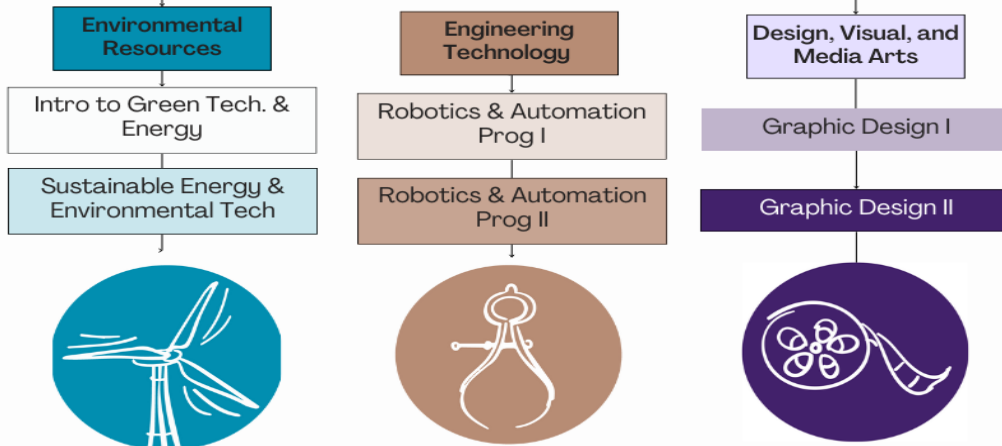 Environmental
Resources
Intro to Green Tech. &
Energy
Sustainable Energy &
Environmental Tech
Engineering
Technology
Robotics & Automation
Prog I
Robotics & Automation
Prog II
Design, Visual, and
Media Arts
Graphic Design I
Graphic Design II